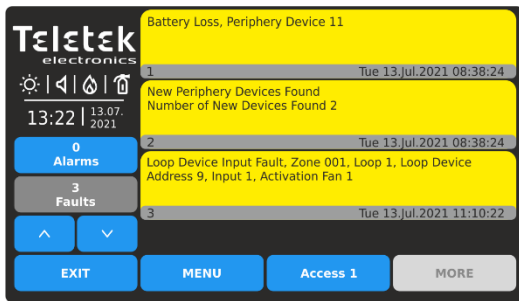 Teletek
electronics
13:22
13.07.
2021
0
Alarms
3
Faults
EXIT
Battery Loss, Periphery Device 11
1 Tue 13.Jul.2021 08:38:24
New Periphery Devices Found
Number of New Devices Found 2
2 Tue 13.Jul.2021 08:38:24
Loop Device Input Fault, Zone 001, Loop 1, Loop Device
Address 9, Input 1, Activation Fan 1
3 Tue 13.Jul.2021 11:10:22
MENU
Access 1
MORE